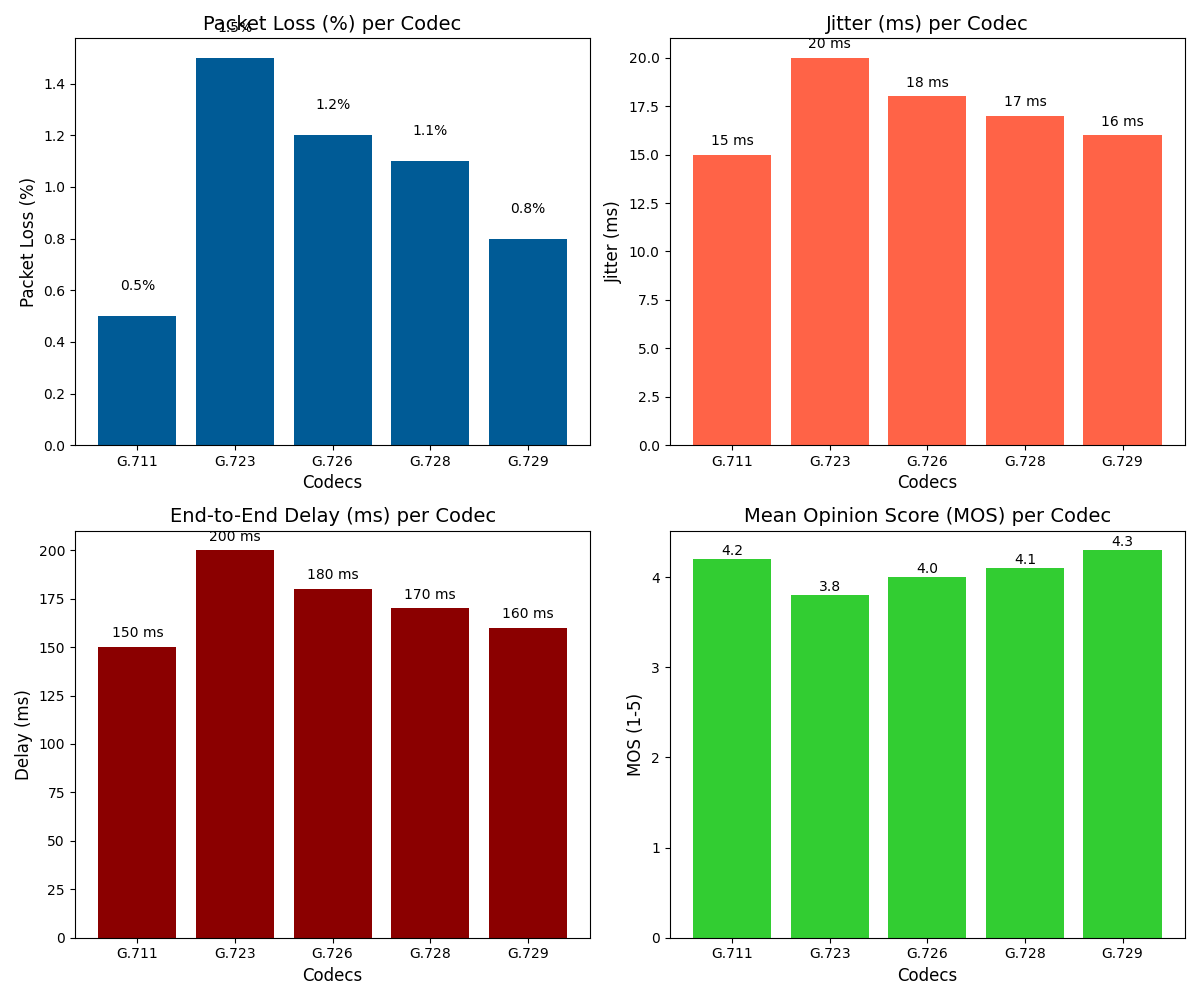 Packet Loss (%) per Codec
1.5%
1.4
1.2
1.0
0.8
0.6
0.4
0.2
0.0
Packet Loss (%)
0.5%
1.2%
1.1%
0.8%
G.711 G.723 G.726 G.728 G.729
Codecs
Jitter (ms) per Codec
20.0
17.5
15.0
12.5
10.0
7.5
5.0
2.5
0.0
Jitter (ms)
15 ms
20 ms
18 ms
17 ms
16 ms
G.711 G.723 G.726 G.728 G.729
Codecs
End-to-End Delay (ms) per Codec
200
175
150
125
100
75
50
25
0
Delay (ms)
150 ms
200 ms
180 ms
170 ms
160 ms
G.711 G.723 G.726 G.728 G.729
Codecs
Mean Opinion Score (MOS) per Codec
4
3
2
1
0
MOS (1-5)
4.2
3.8
4.0
4.1
4.3
G.711 G.723 G.726 G.728 G.729
Codecs